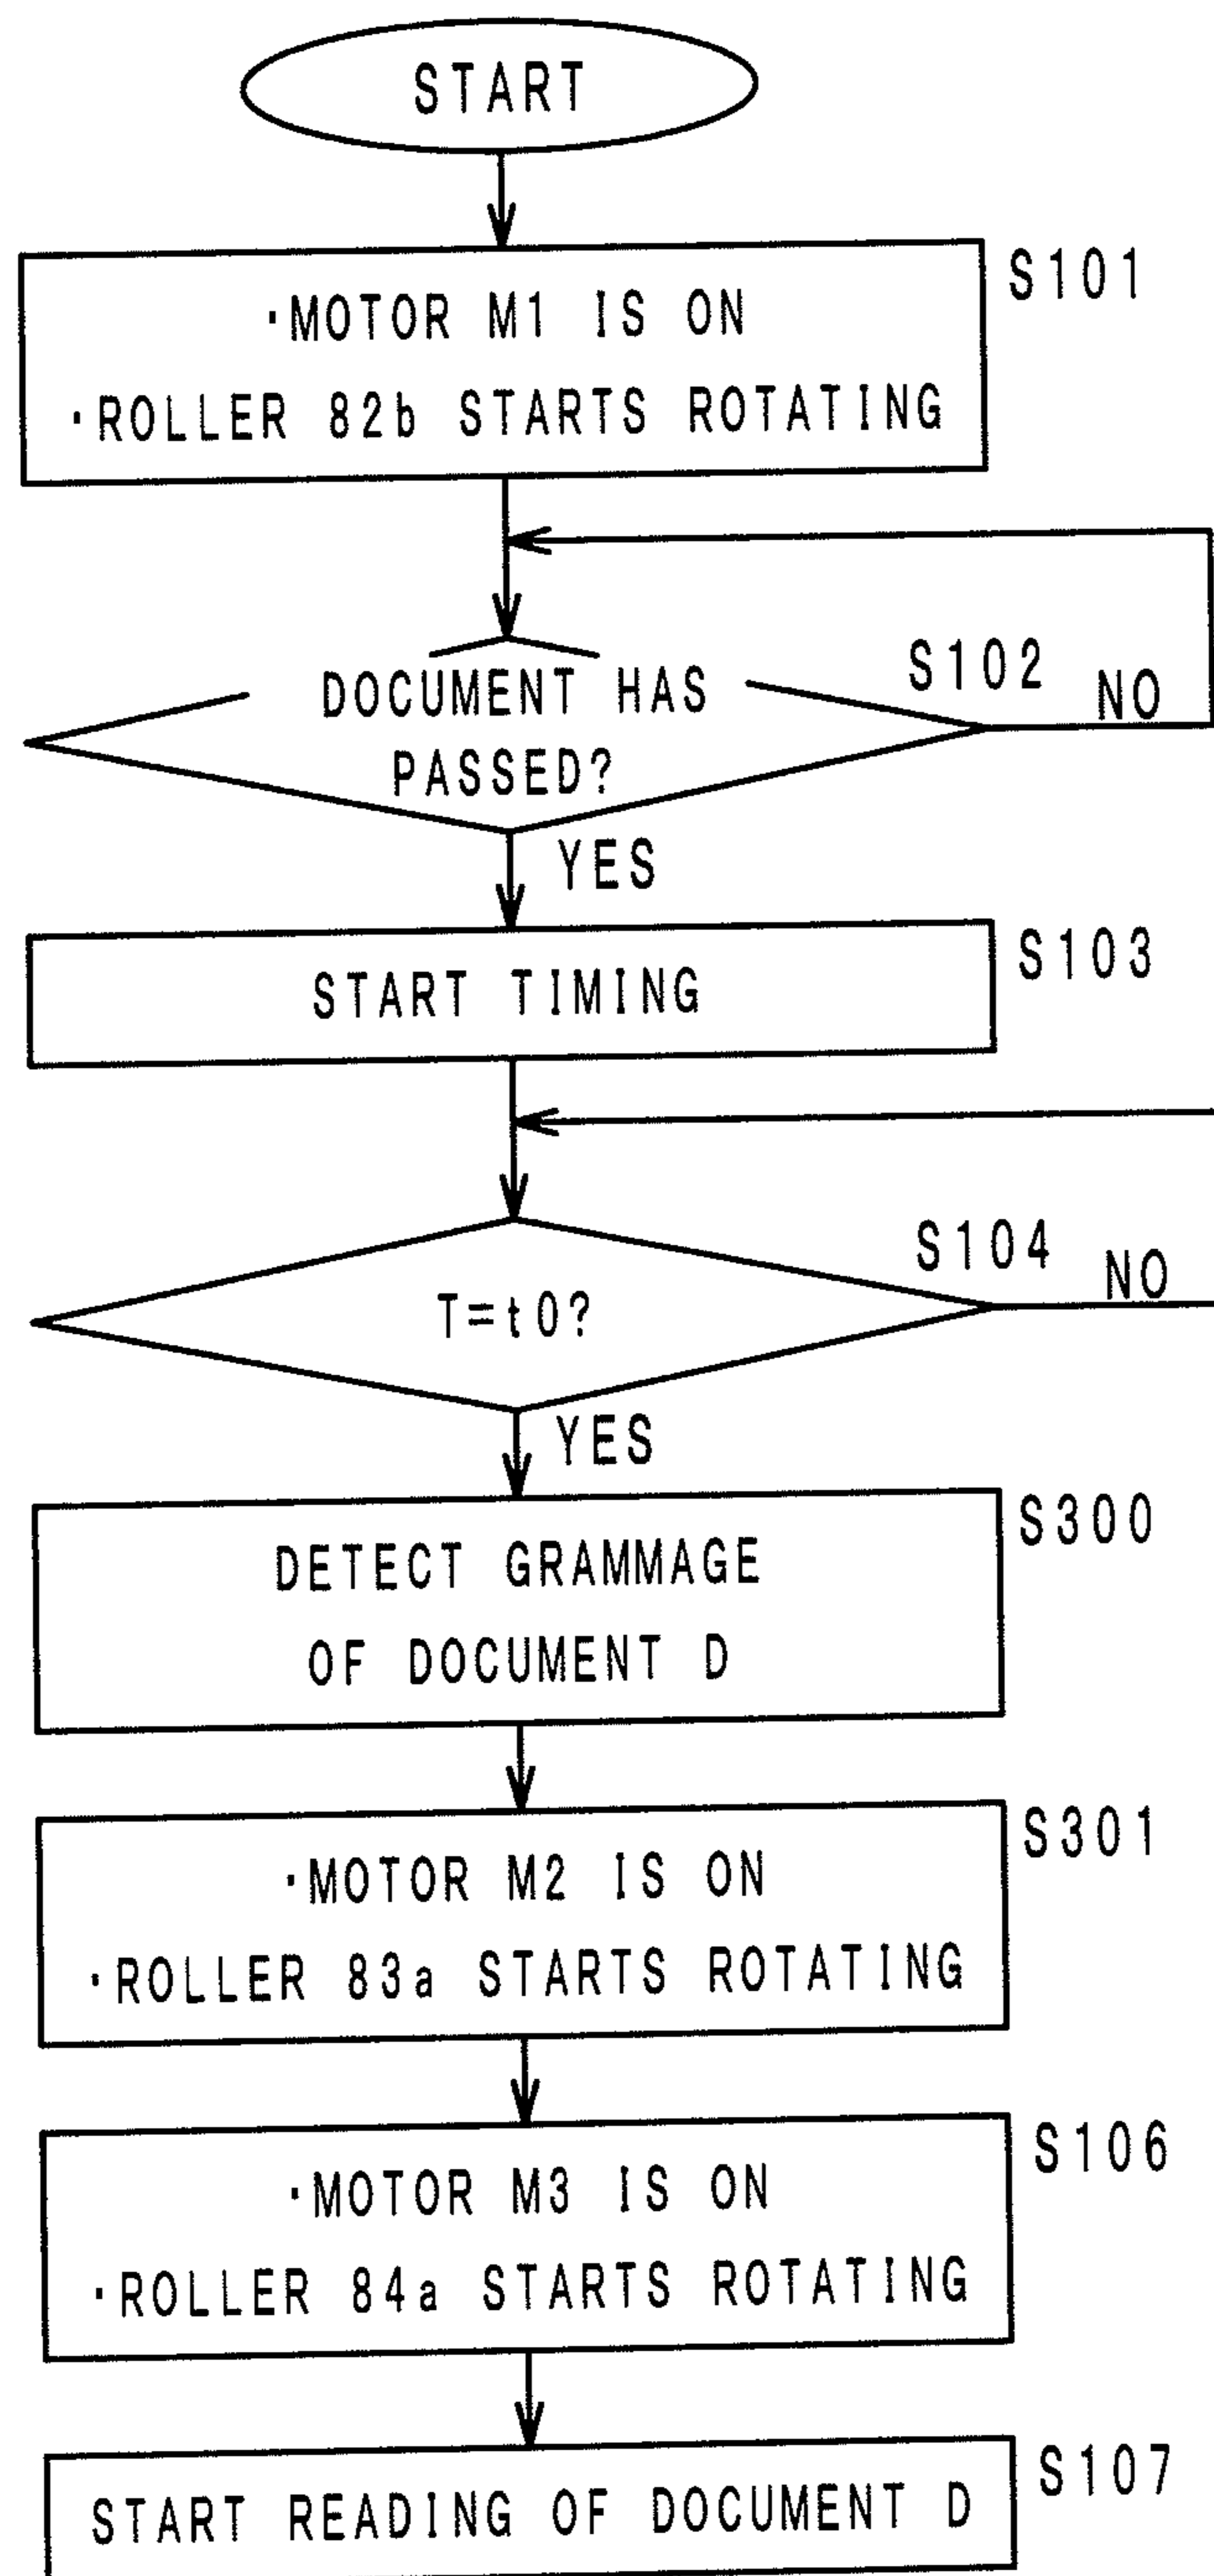 START
S101
·MOTOR M1 IS ON
·ROLLER 82b STARTS ROTATING
S102
NO
DOCUMENT HAS
PASSED?
YES
S103
START TIMING
S104
NO
T=t0?
YES
S300
DETECT GRAMMAGE
OF DOCUMENT D
S301
·MOTOR M2 IS ON
·ROLLER 83a STARTS ROTATING
S106
·MOTOR M3 IS ON
·ROLLER 84a STARTS ROTATING
S107
START READING OF DOCUMENT D